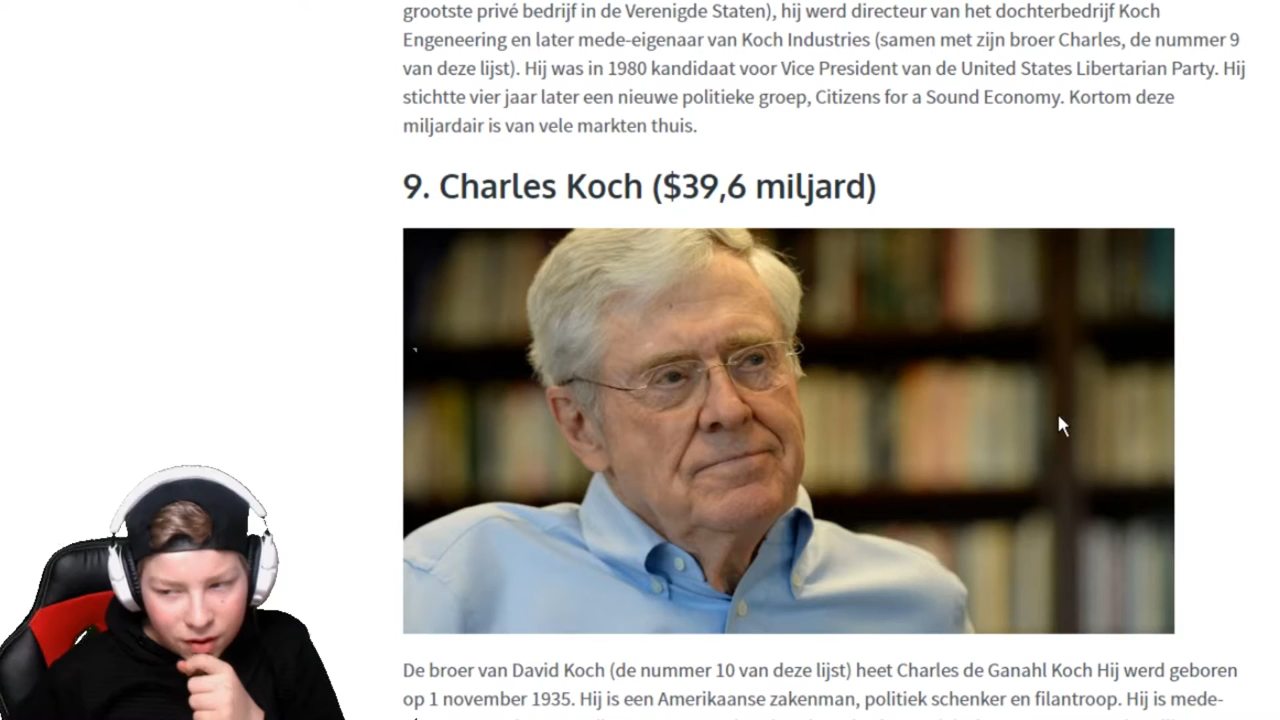 grootste privé bedrijf in de Verenigde Staten), hij werd directeur van het dochterbedrijf Koch
Engeneering en later mede-eigenaar van Koch Industries (samen met zijn broer Charles, de nummer 9
van deze lijst). Hij was in 1980 kandidaat voor Vice President van de United States Libertarian Party. Hij
stichtte vier jaar later een nieuwe politieke groep, Citizens for a Sound Economy. Kortom deze
miljardair is van vele markten thuis.
9. Charles Koch ($39,6 miljard)
De broer van David Koch (de nummer 10 van deze lijst) heet Charles de Ganahl Koch Hij werd geboren
op 1 november 1935. Hij is een Amerikaanse zakenman, politiek schenker en filantroop. Hij is mede-